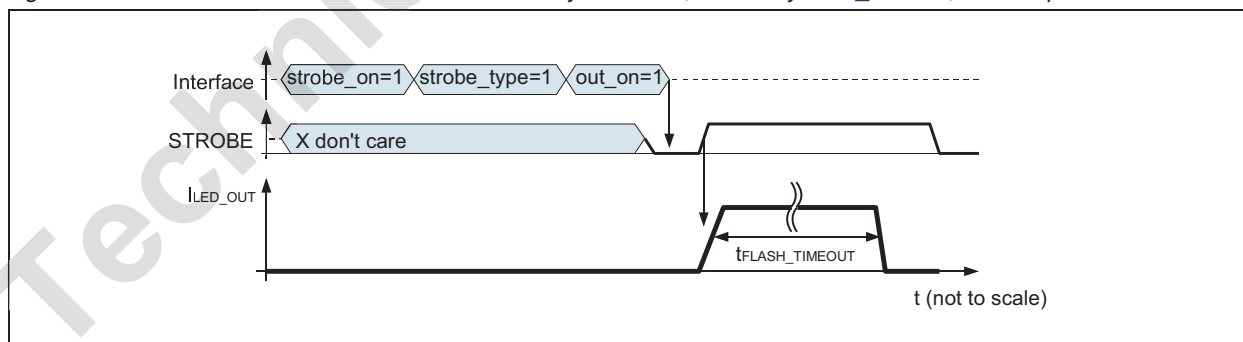 Interface strobe_on=1 strobe_type=1 out_on=1
STROBE X don't care
ILED_OUT
tFLASH_TIMEOUT
t (not to scale)